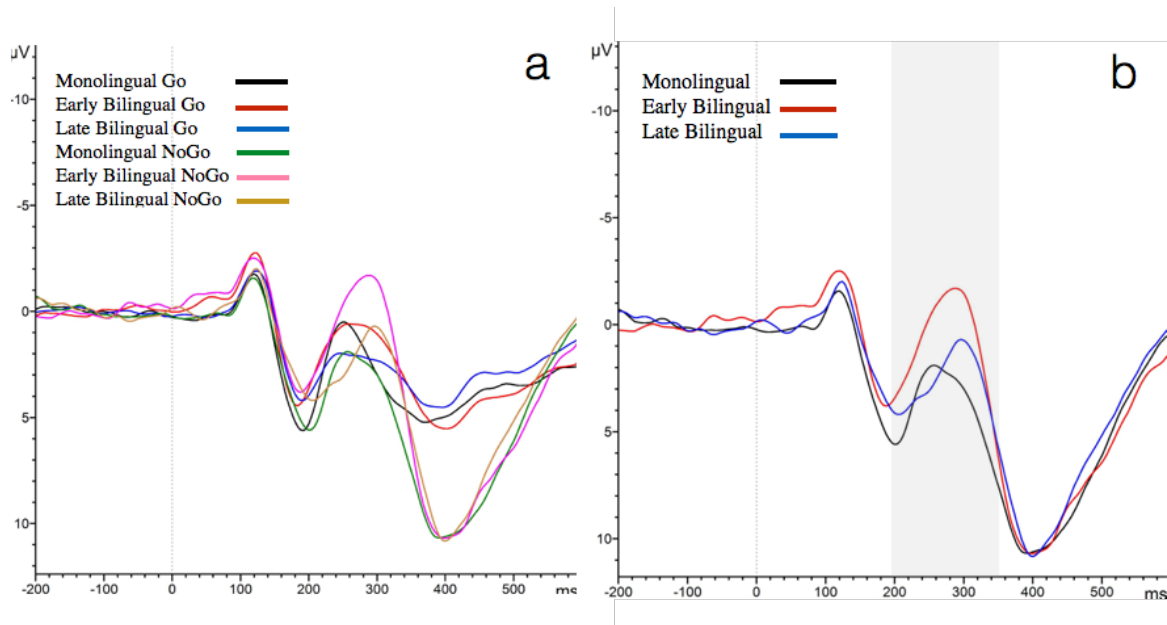 a
µV
Monolingual Go
Early Bilingual Go
Late Bilingual Go
Monolingual NoGo
Early Bilingual NoGo
Late Bilingual NoGo
-10
-5
0
5
10
-200 -100 0 100 200 300 400 500 ms
b
µV
Monolingual
Early Bilingual
Late Bilingual
-10
-5
0
5
10
-200 -100 0 100 200 300 400 500 ms